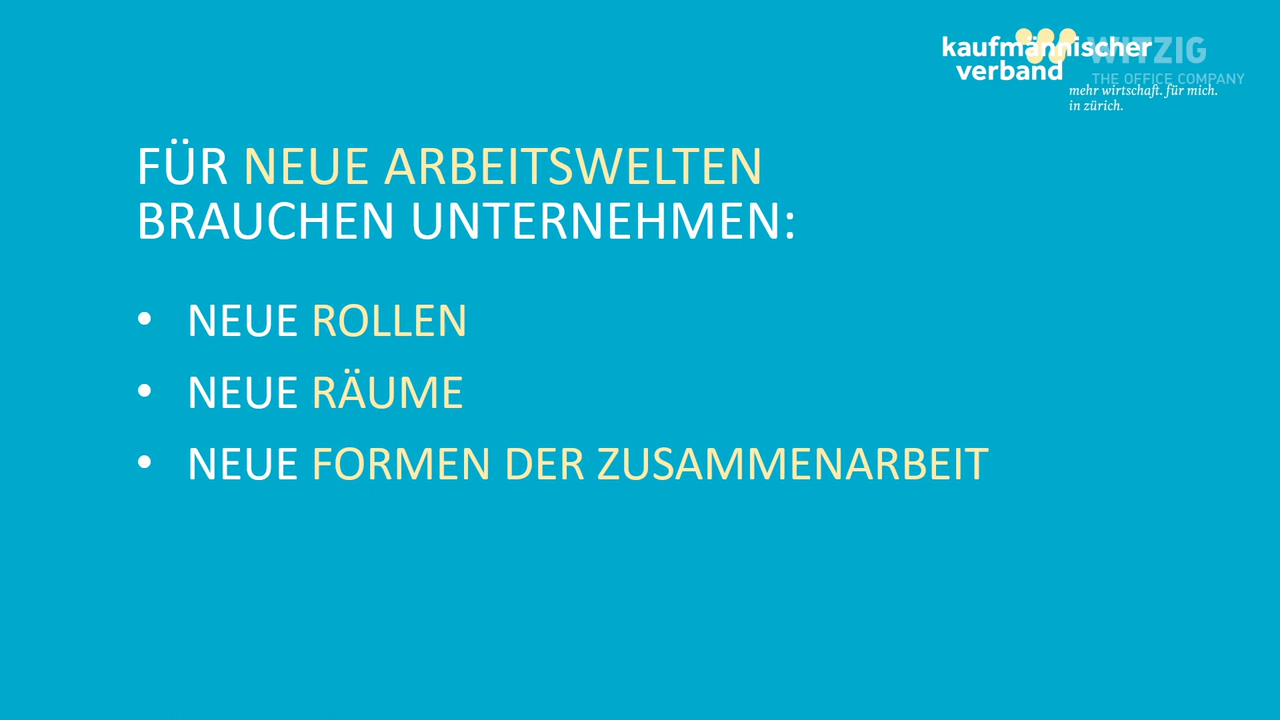 kaufmännischer
verband
WITZIG
THE OFFICE COMPANY
mehr wirtschaft. für mich.
in zürich.
FÜR NEUE ARBEITSWELTEN
BRAUCHEN UNTERNEHMEN:
• NEUE ROLLEN
• NEUE RÄUME
• NEUE FORMEN DER ZUSAMMENARBEIT